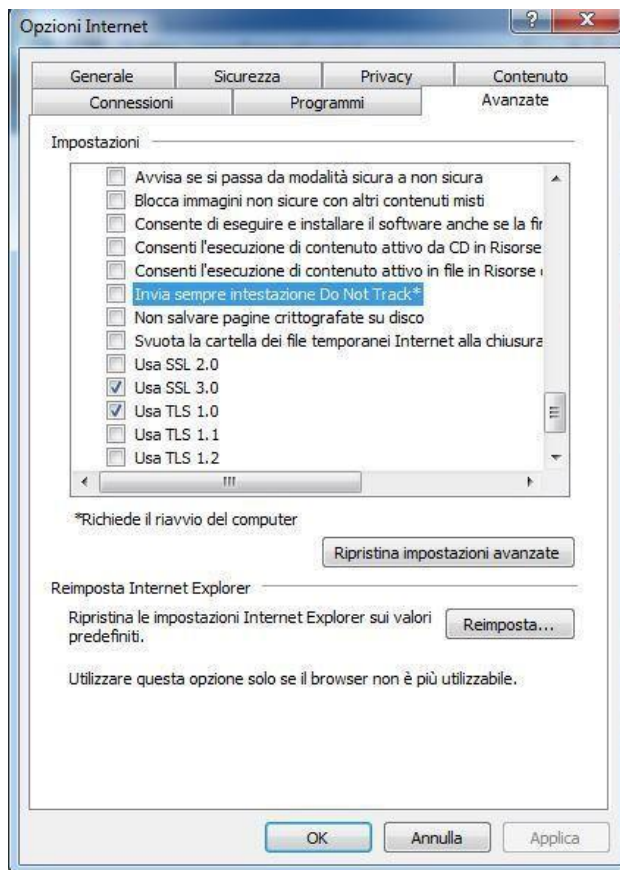 Opzioni Internet
Generale
Sicurezza
Privacy
Contenuto
Connessioni
Programmi
Avanzate
Impostazioni
Avvisa se si passa da modalità sicura a non sicura
Blocca immagini non sicure con altri contenuti misti
Consente di eseguire e installare il software anche se la fir
Consenti l'esecuzione di contenuto attivo da CD in Risorse
Consenti l'esecuzione di contenuto attivo in file in Risorse
Invia sempre intestazione Do Not Track*
Non salvare pagine crittografate su disco
Svuota la cartella dei file temporanei Internet alla chiusura
Usa SSL 2.0
Usa SSL 3.0
Usa TLS 1.0
Usa TLS 1.1
Usa TLS 1.2
*Richiede il riavvio del computer
Ripristina impostazioni avanzate
Reimposta Internet Explorer
Ripristina le impostazioni Internet Explorer sui valori
predefiniti.
Reimposta...
Utilizzare questa opzione solo se il browser non è più utilizzabile.
OK
Annulla
Applica